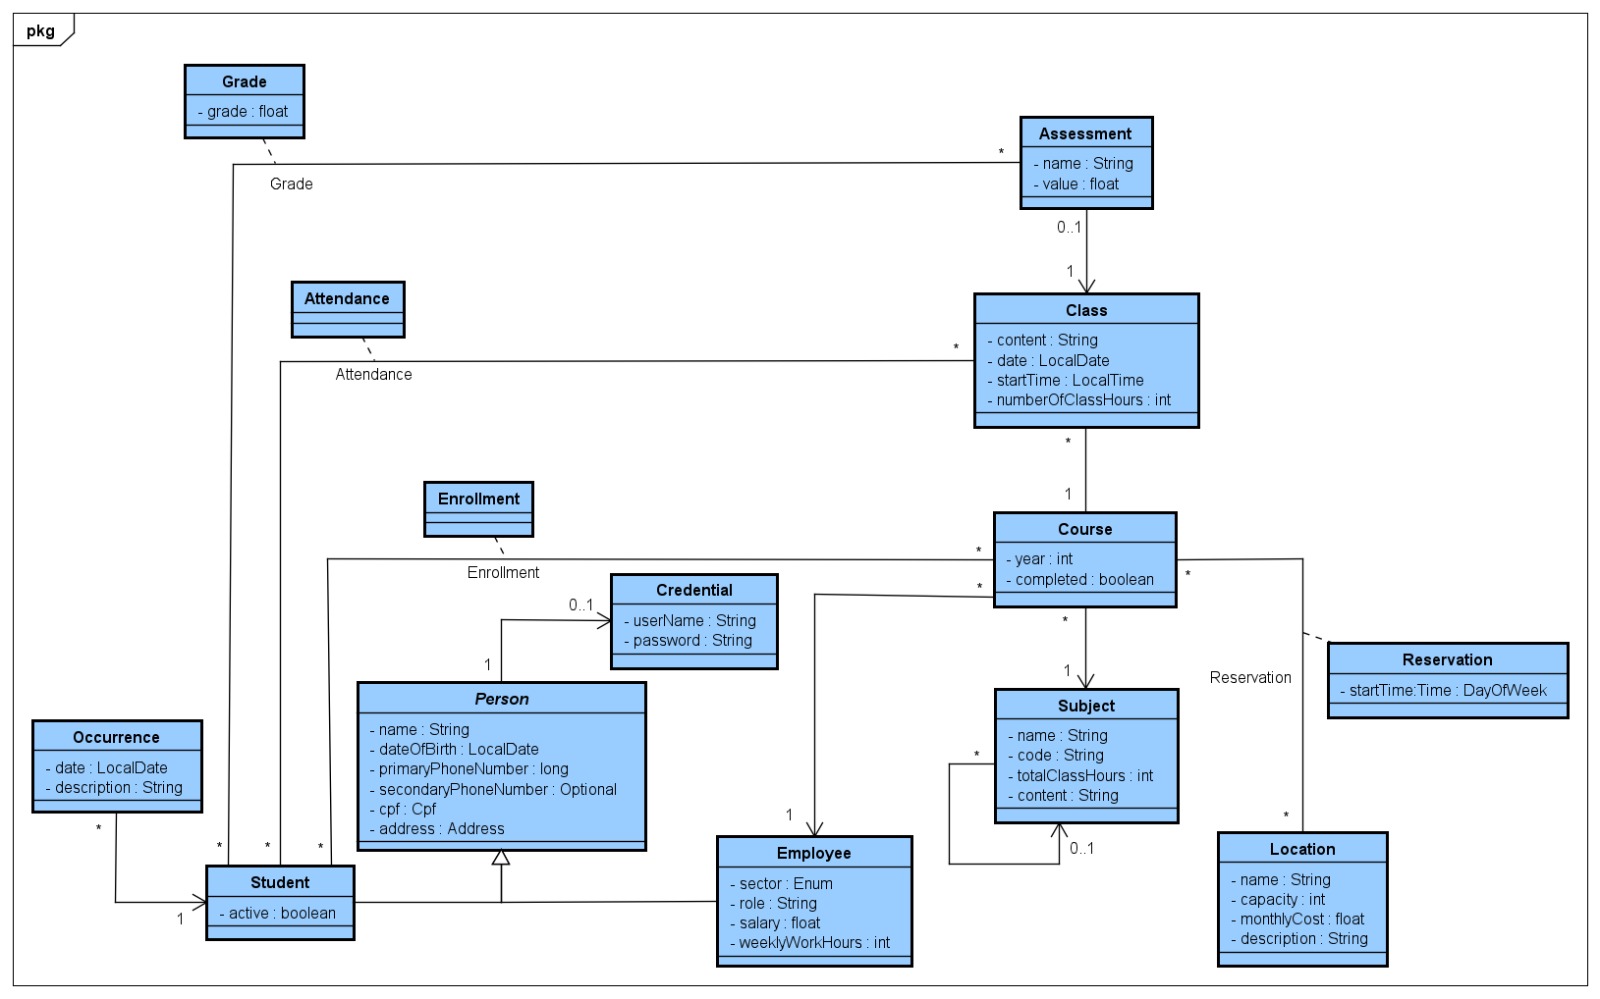 pkg
Grade
- grade : float
Grade
*
Assessment
- name : String
- value : float
0..1
1
Attendance
Attendance
*
Class
- content : String
- date : LocalDate
- startTime : LocalTime
- numberOfClassHours : int
*
1
Enrollment
Enrollment
*
*
Course
- year : int
- completed : boolean
*
*
1
Credential
- userName : String
- password : String
0..1
1
Person
- name : String
- dateOfBirth : LocalDate
- primaryPhoneNumber : long
- secondaryPhoneNumber : Optional
- cpf : Cpf
- address : Address
Reservation
Reservation
- startTime:Time : DayOfWeek
Subject
- name : String
- code : String
- totalClassHours : int
- content : String
*
0..1
Occurrence
- date : LocalDate
- description : String
*
1
*
*
*
Student
- active : boolean
1
Employee
- sector : Enum
- role : String
- salary : float
- weeklyWorkHours : int
*
Location
- name : String
- capacity : int
- monthlyCost : float
- description : String